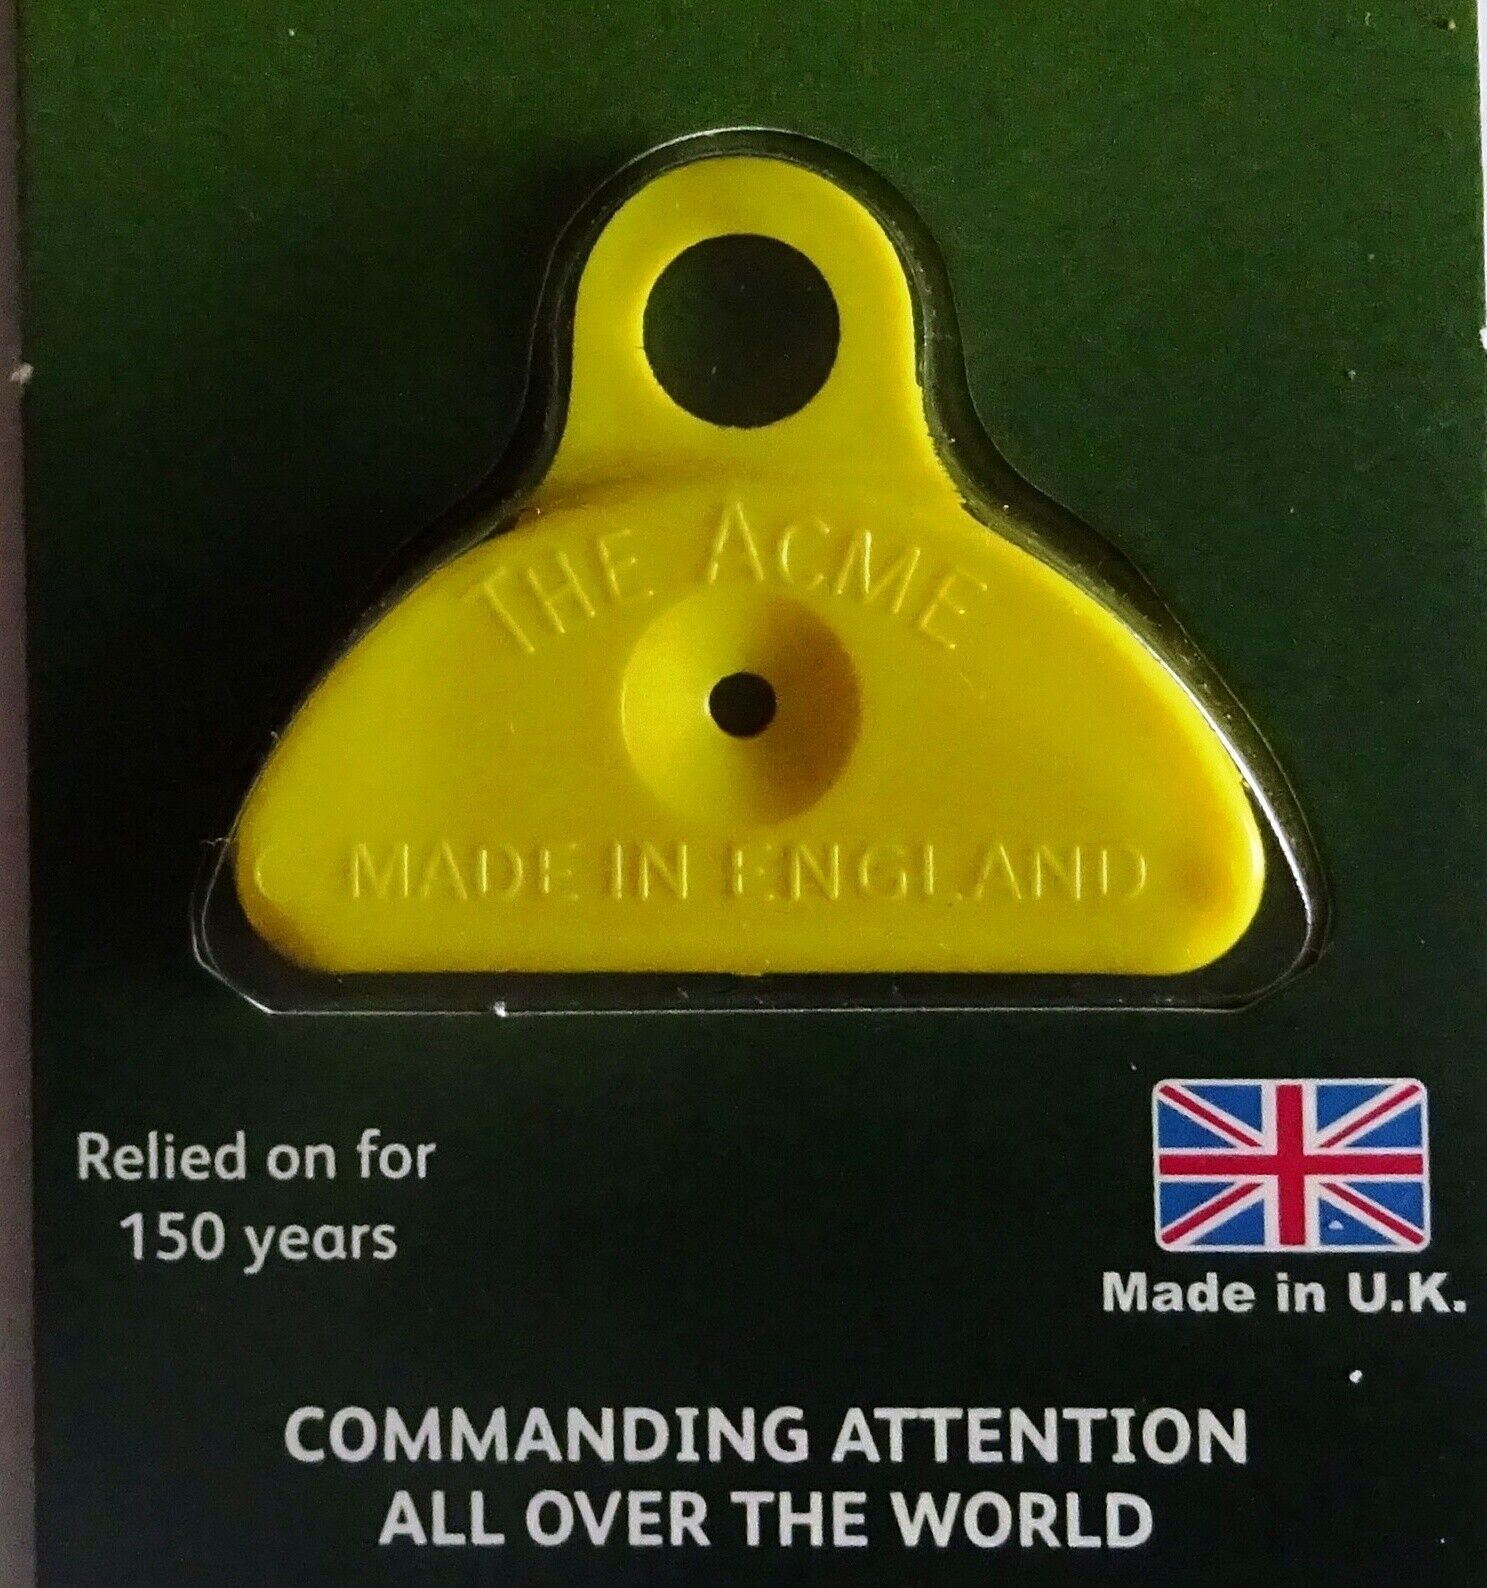 THE ACME
MADE IN ENGLAND
Relied on for
150 years
Made in U.K.
COMMANDING ATTENTION
ALL OVER THE WORLD